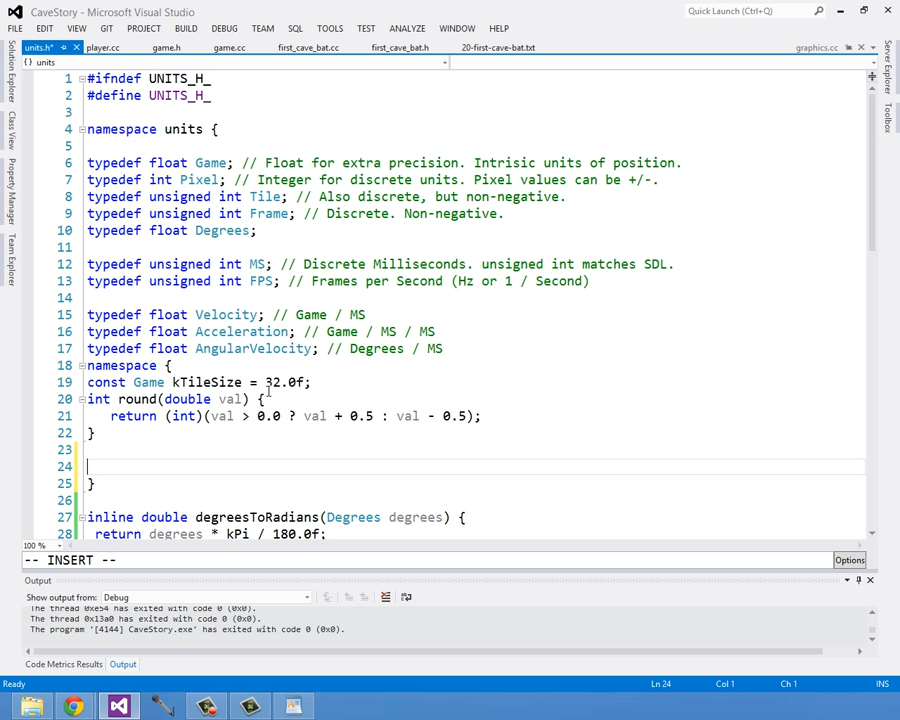 CaveStory - Microsoft Visual Studio
Quick Launch (Ctrl+Q)
FILE EDIT VIEW GIT PROJECT BUILD DEBUG TEAM SQL TOOLS TEST ANALYZE WINDOW HELP
units.h* player.cc game.h game.cc first_cave_bat.cc first_cave_bat.h 20-first-cave-bat.txt graphics.cc
{ } units
Solution Explorer
Class View
Property Manager
Team Explorer
Server Explorer
Toolbox
1 #ifndef UNITS_H_
2 #define UNITS_H_
3
4 namespace units {
5
6 typedef float Game; // Float for extra precision. Intrisic units of position.
7 typedef int Pixel; // Integer for discrete units. Pixel values can be +/-.
8 typedef unsigned int Tile; // Also discrete, but non-negative.
9 typedef unsigned int Frame; // Discrete. Non-negative.
10 typedef float Degrees;
11
12 typedef unsigned int MS; // Discrete Milliseconds. unsigned int matches SDL.
13 typedef unsigned int FPS; // Frames per Second (Hz or 1 / Second)
14
15 typedef float Velocity; // Game / MS
16 typedef float Acceleration; // Game / MS / MS
17 typedef float AngularVelocity; // Degrees / MS
18 namespace {
19 const Game kTileSize = 32.0f;
20 int round(double val) {
21 return (int)(val > 0.0 ? val + 0.5 : val - 0.5);
22 }
23
24
25 }
26
27 inline double degreesToRadians(Degrees degrees) {
28 return degrees * kPi / 180.0f;
100 %
-- INSERT --
Options
Output
Show output from: Debug
The thread 0xe54 has exited with code 0 (0x0).
The thread 0x13a0 has exited with code 0 (0x0).
The program '[4144] CaveStory.exe' has exited with code 0 (0x0).
Code Metrics Results Output
Ready Ln 24 Col 1 Ch 1 INS